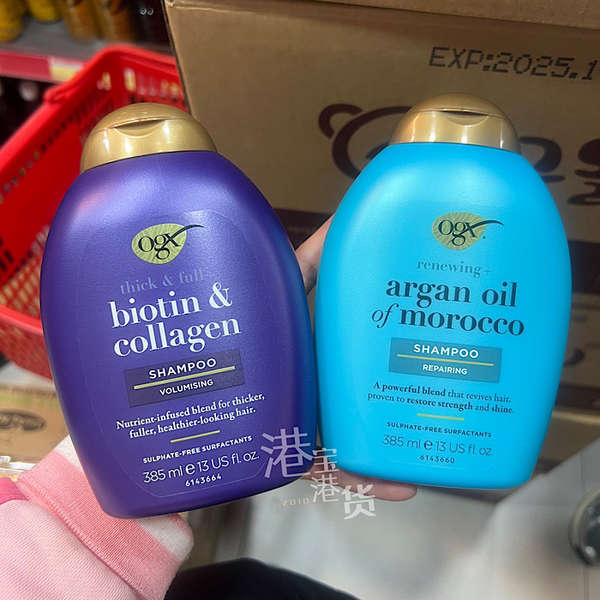 EXP:2025.1
ogx
thick & full
biotin &
collagen
SHAMPOO
VOLUMISING
Nutrient-infused blend for thicker,
fuller, healthier-looking hair.
SULPHATE-FREE SURFACTANTS
385 ml e 13 US fl. oz.
6143664
ogx
renewing +
argan oil
of morocco
SHAMPOO
REPAIRING
A powerful blend that revives hair,
proven to restore strength and shine.
SULPHATE-FREE SURFACTANTS
385 ml e 13 US fl. oz.
6143660
港宝港货